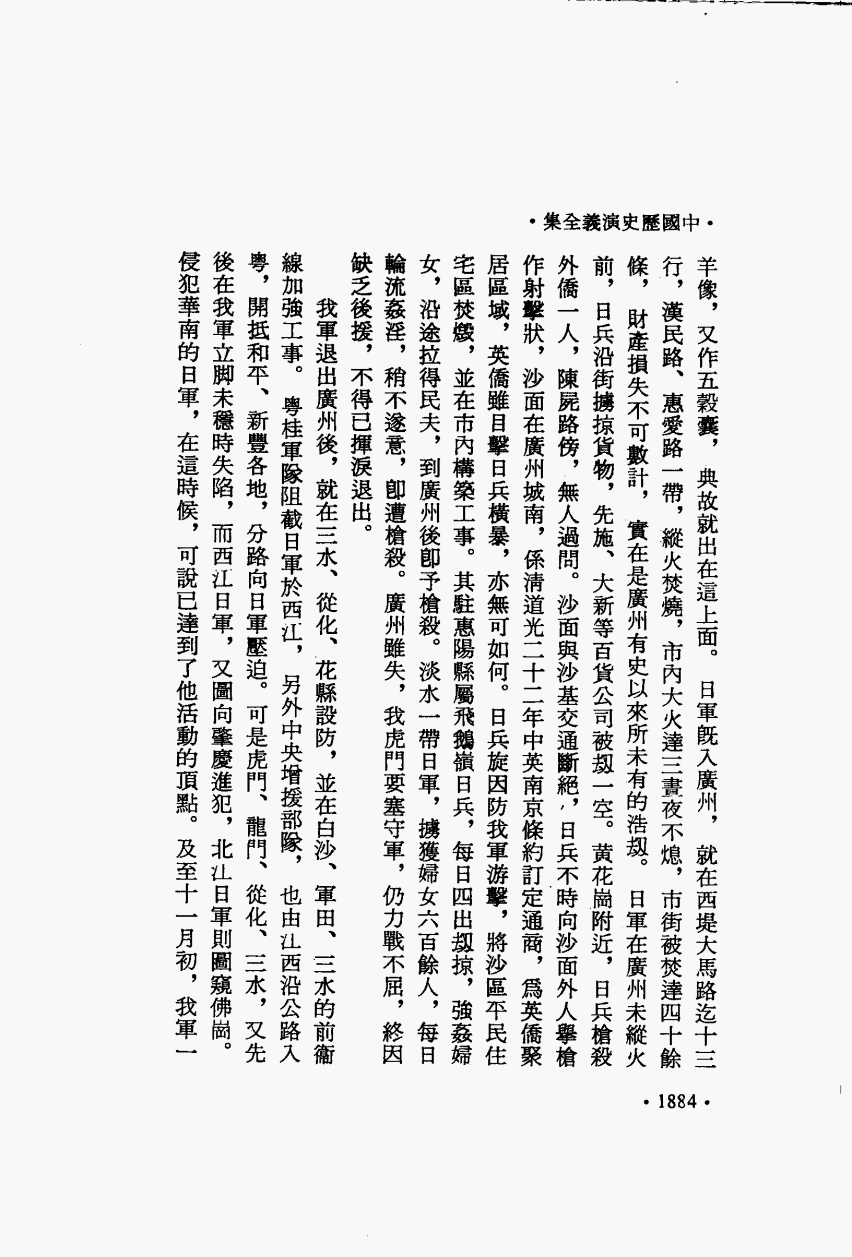 ・中國歷史演義全集・
羊像，又作五穀囊，典故就出在這上面。日軍既入廣州，就在西堤大馬路迄十三
行，漢民路、惠愛路一帶，縱火焚燒，市內大火達三晝夜不熄，市街被焚達四十餘
條，財產損失不可數計，實在是廣州有史以來所未有的浩刼。日軍在廣州未縱火
前，日兵沿街擄掠貨物，先施、大新等百貨公司被刼一空。黃花崗附近，日兵槍殺
外僑一人，陳屍路傍，無人過問。沙面與沙基交通斷絕，日兵不時向沙面外人舉槍
作射擊狀，沙面在廣州城南，係清道光二十二年中英南京條約訂定通商，爲英僑聚
居區域，英僑雖目擊日兵橫暴，亦無可如何。日兵旋因防我軍游擊，將沙區平民住
宅區焚燬，並在市內構築工事。其駐惠陽縣屬飛鵝嶺日兵，每日四出刼掠，強姦婦
女，沿途拉得民夫，到廣州後卽予槍殺。淡水一帶日軍，擄獲婦女六百餘人，每日
輪流姦淫，稍不遂意，卽遭槍殺。廣州雖失，我虎門要塞守軍，仍力戰不屈，終因
缺乏後援，不得已揮淚退出。
我軍退出廣州後，就在三水、從化、花縣設防，並在白沙、軍田、三水的前衞
線加強工事。粵桂軍隊阻截日軍於西江，另外中央增援部隊，也由江西沿公路入
粵，開抵和平、新豐各地，分路向日軍壓迫。可是虎門、龍門、從化、三水，又先
後在我軍立脚未穩時失陷，而西江日軍，又圖向肇慶進犯，北江日軍則圖窺佛崗。
侵犯華南的日軍，在這時候，可說已達到了他活動的頂點。及至十一月初，我軍一
・1884・